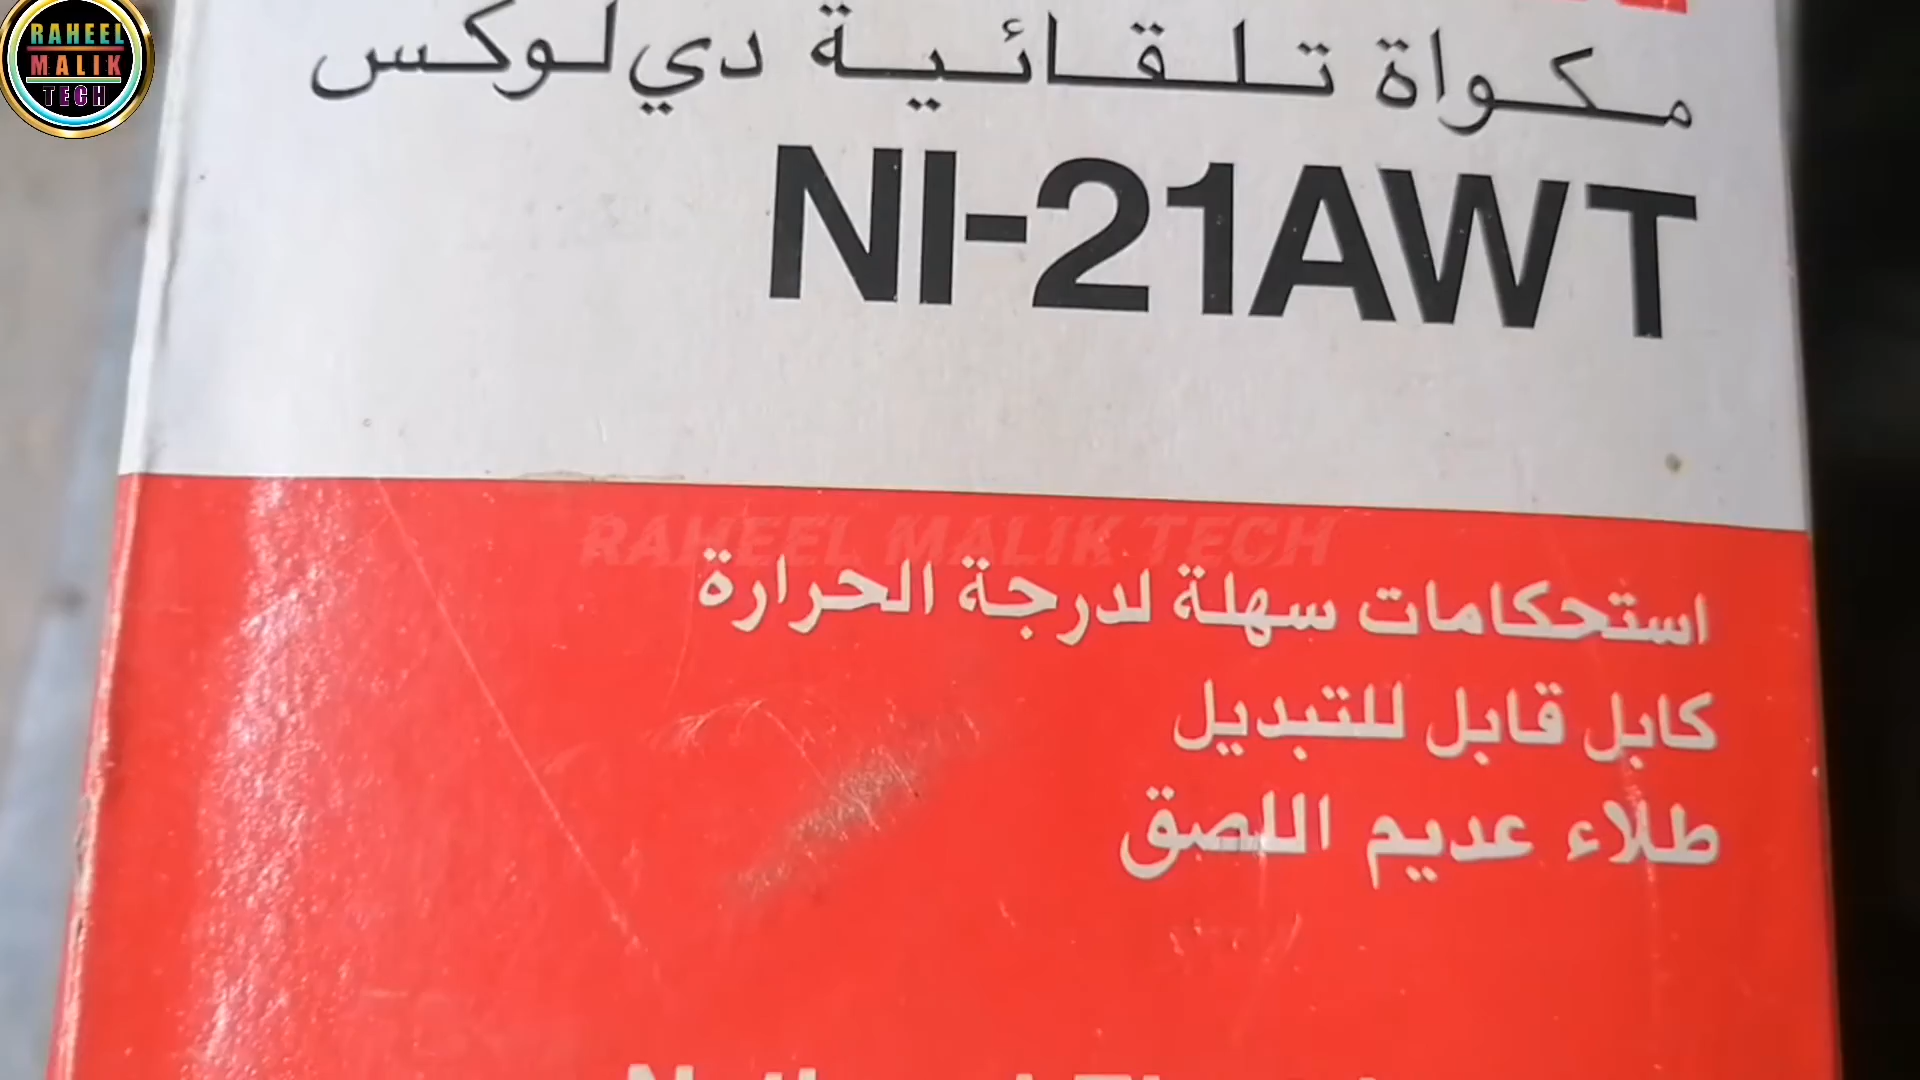 RAHEEL
MALIK
TECH
مكواة تلقائية دي لوكس
NI-21AWT
RAHEEL MALIK TECH
استحكامات سهلة لدرجة الحرارة
كابل قابل للتبديل
طلاء عديم اللصق